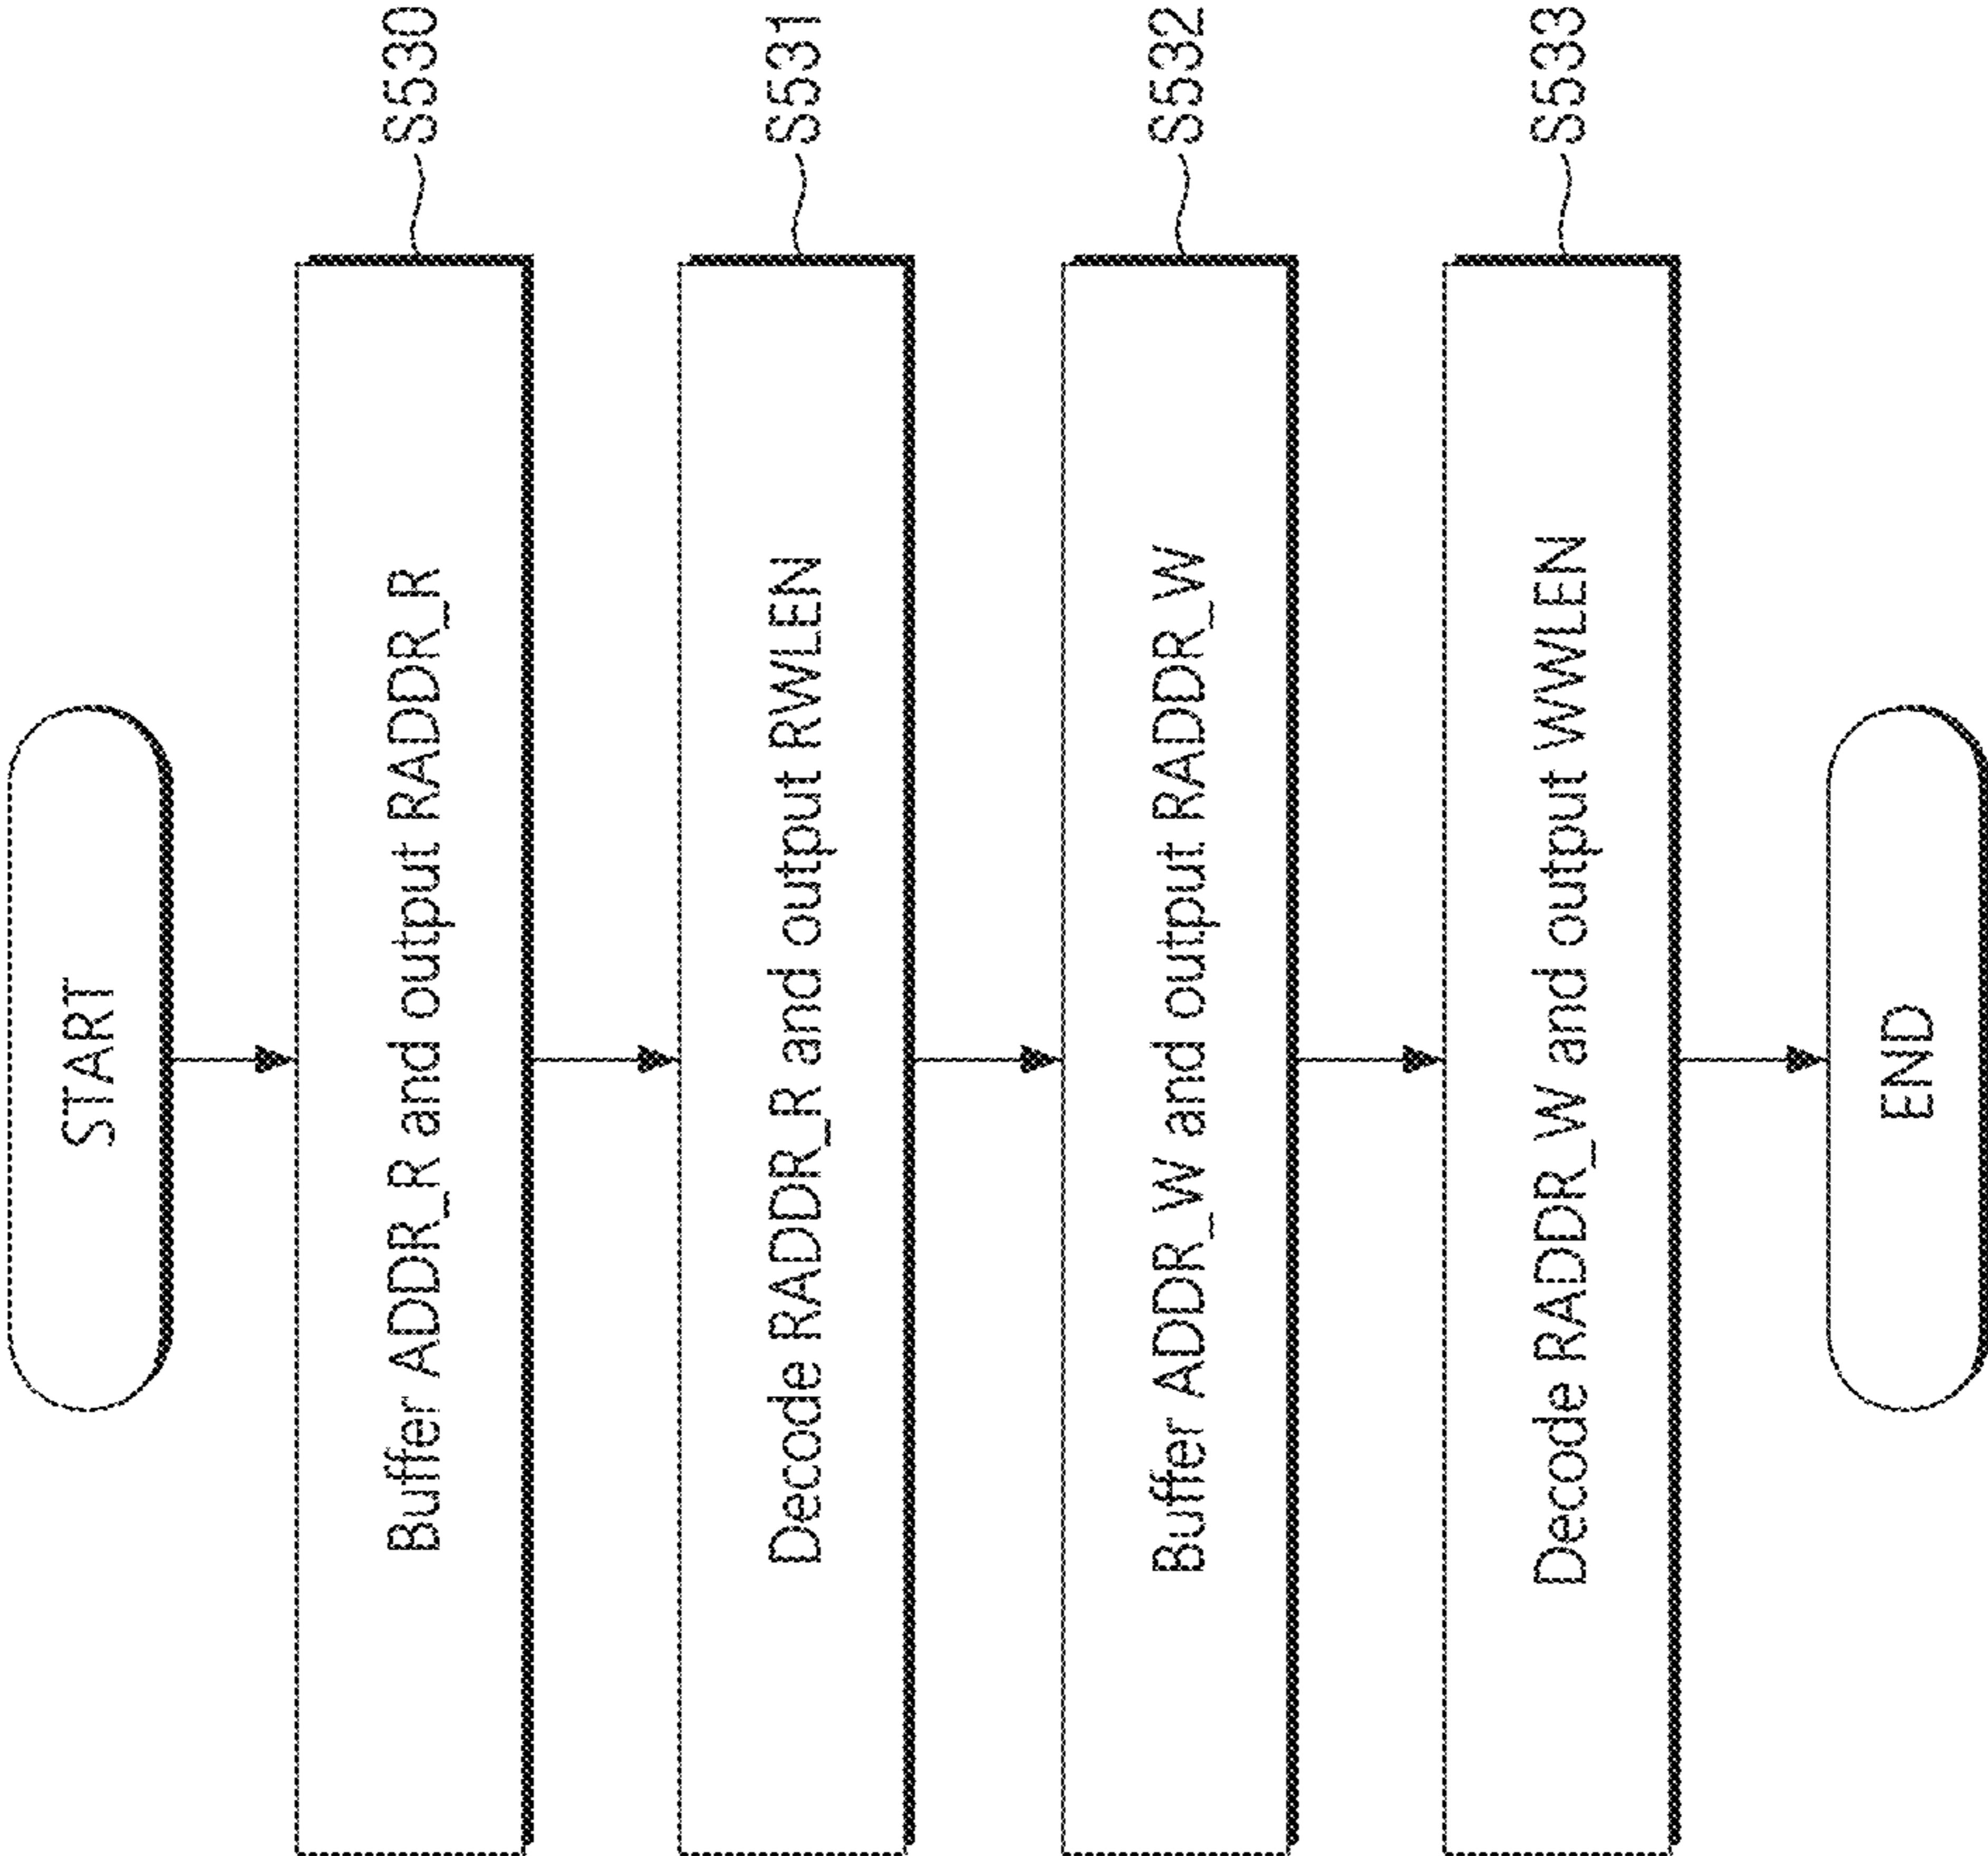 START
Buffer ADDR_R and output RADDR_R
S530
Decode RADDR_R and output RWLEN
S531
Buffer ADDR_W and output RADDR_W
S532
Decode RADDR_W and output WWLEN
S533
END